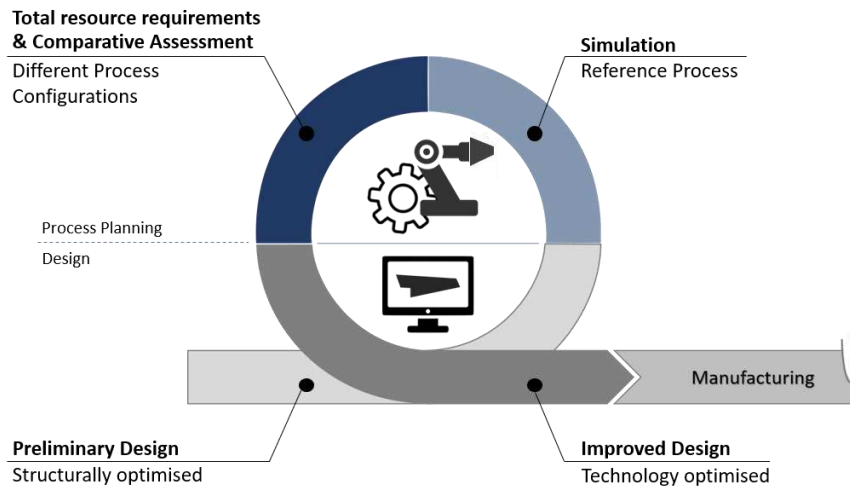 Total resource requirements
& Comparative Assessment
Different Process
Configurations
Simulation
Reference Process
Process Planning
Design
Manufacturing
Preliminary Design
Structurally optimised
Improved Design
Technology optimised